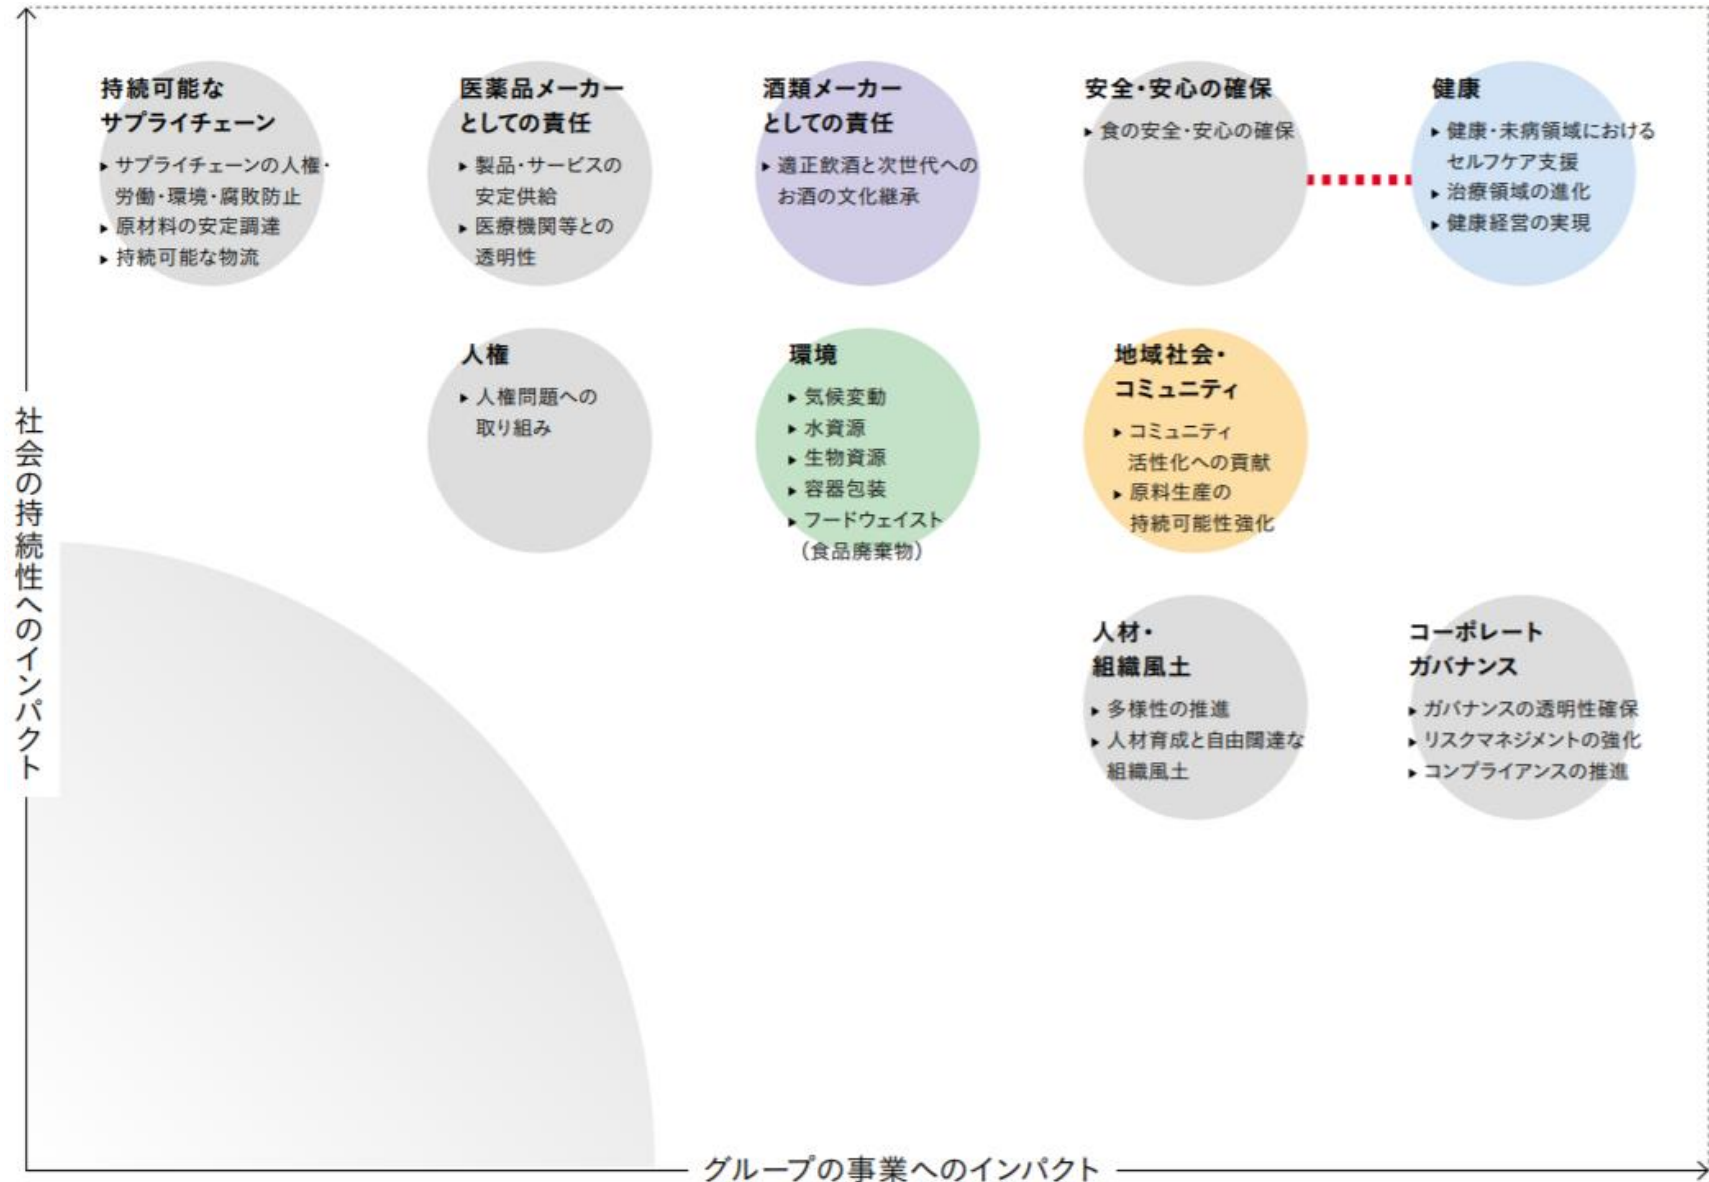 持続可能な
サプライチェーン
▸ サプライチェーンの人権・
労働・環境・腐敗防止
▸ 原材料の安定調達
▸ 持続可能な物流
医薬品メーカー
としての責任
▸ 製品・サービスの
安定供給
▸ 医療機関等との
透明性
酒類メーカー
としての責任
▸ 適正飲酒と次世代への
お酒の文化継承
安全・安心の確保
▸ 食の安全・安心の確保
健康
▸ 健康・未病領域における
セルフケア支援
▸ 治療領域の進化
▸ 健康経営の実現
人権
▸ 人権問題への
取り組み
環境
▸ 気候変動
▸ 水資源
▸ 生物資源
▸ 容器包装
▸ フードウェイスト
（食品廃棄物）
地域社会・
コミュニティ
▸ コミュニティ
活性化への貢献
▸ 原料生産の
持続可能性強化
人材・
組織風土
▸ 多様性の推進
▸ 人材育成と自由闊達な
組織風土
コーポレート
ガバナンス
▸ ガバナンスの透明性確保
▸ リスクマネジメントの強化
▸ コンプライアンスの推進
社会の持続性へのインパクト
グループの事業へのインパクト